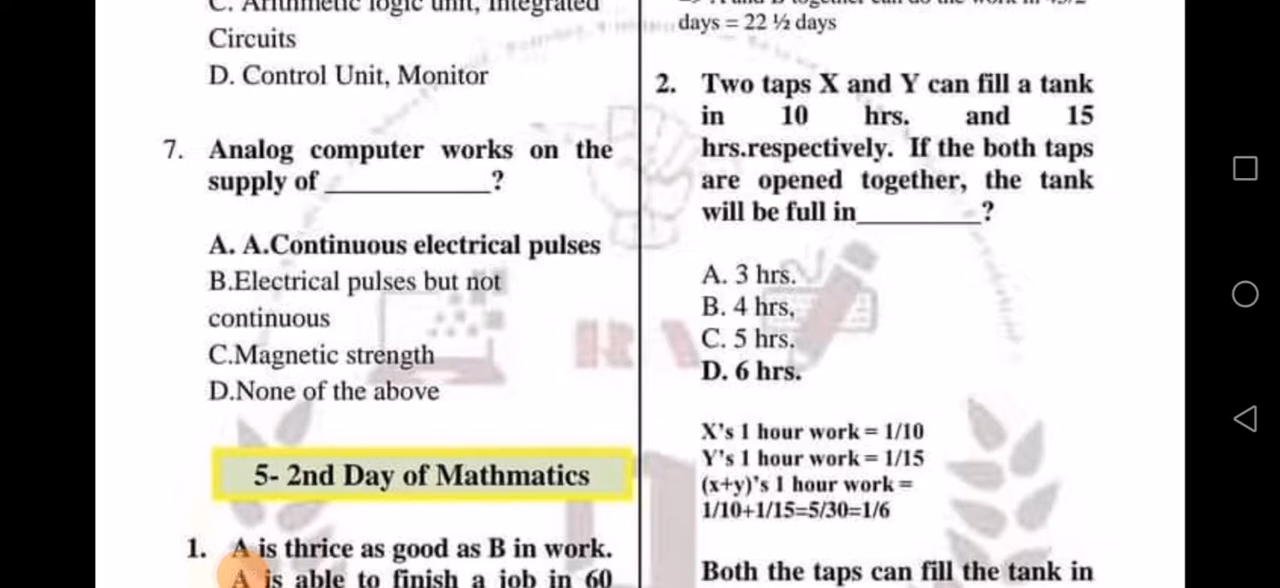 C. Arithmetic logic unit, Integrated
Circuits
D. Control Unit, Monitor
7. Analog computer works on the
supply of ____________?
A. A.Continuous electrical pulses
B.Electrical pulses but not
continuous
C.Magnetic strength
D.None of the above
5- 2nd Day of Mathmatics
1. A is thrice as good as B in work.
A is able to finish a job in 60
days = 22 ½ days
2. Two taps X and Y can fill a tank
in 10 hrs. and 15
hrs.respectively. If the both taps
are opened together, the tank
will be full in_________?
A. 3 hrs.
B. 4 hrs,
C. 5 hrs.
D. 6 hrs.
X's 1 hour work = 1/10
Y's 1 hour work = 1/15
(x+y)'s 1 hour work =
1/10+1/15=5/30=1/6
Both the taps can fill the tank in